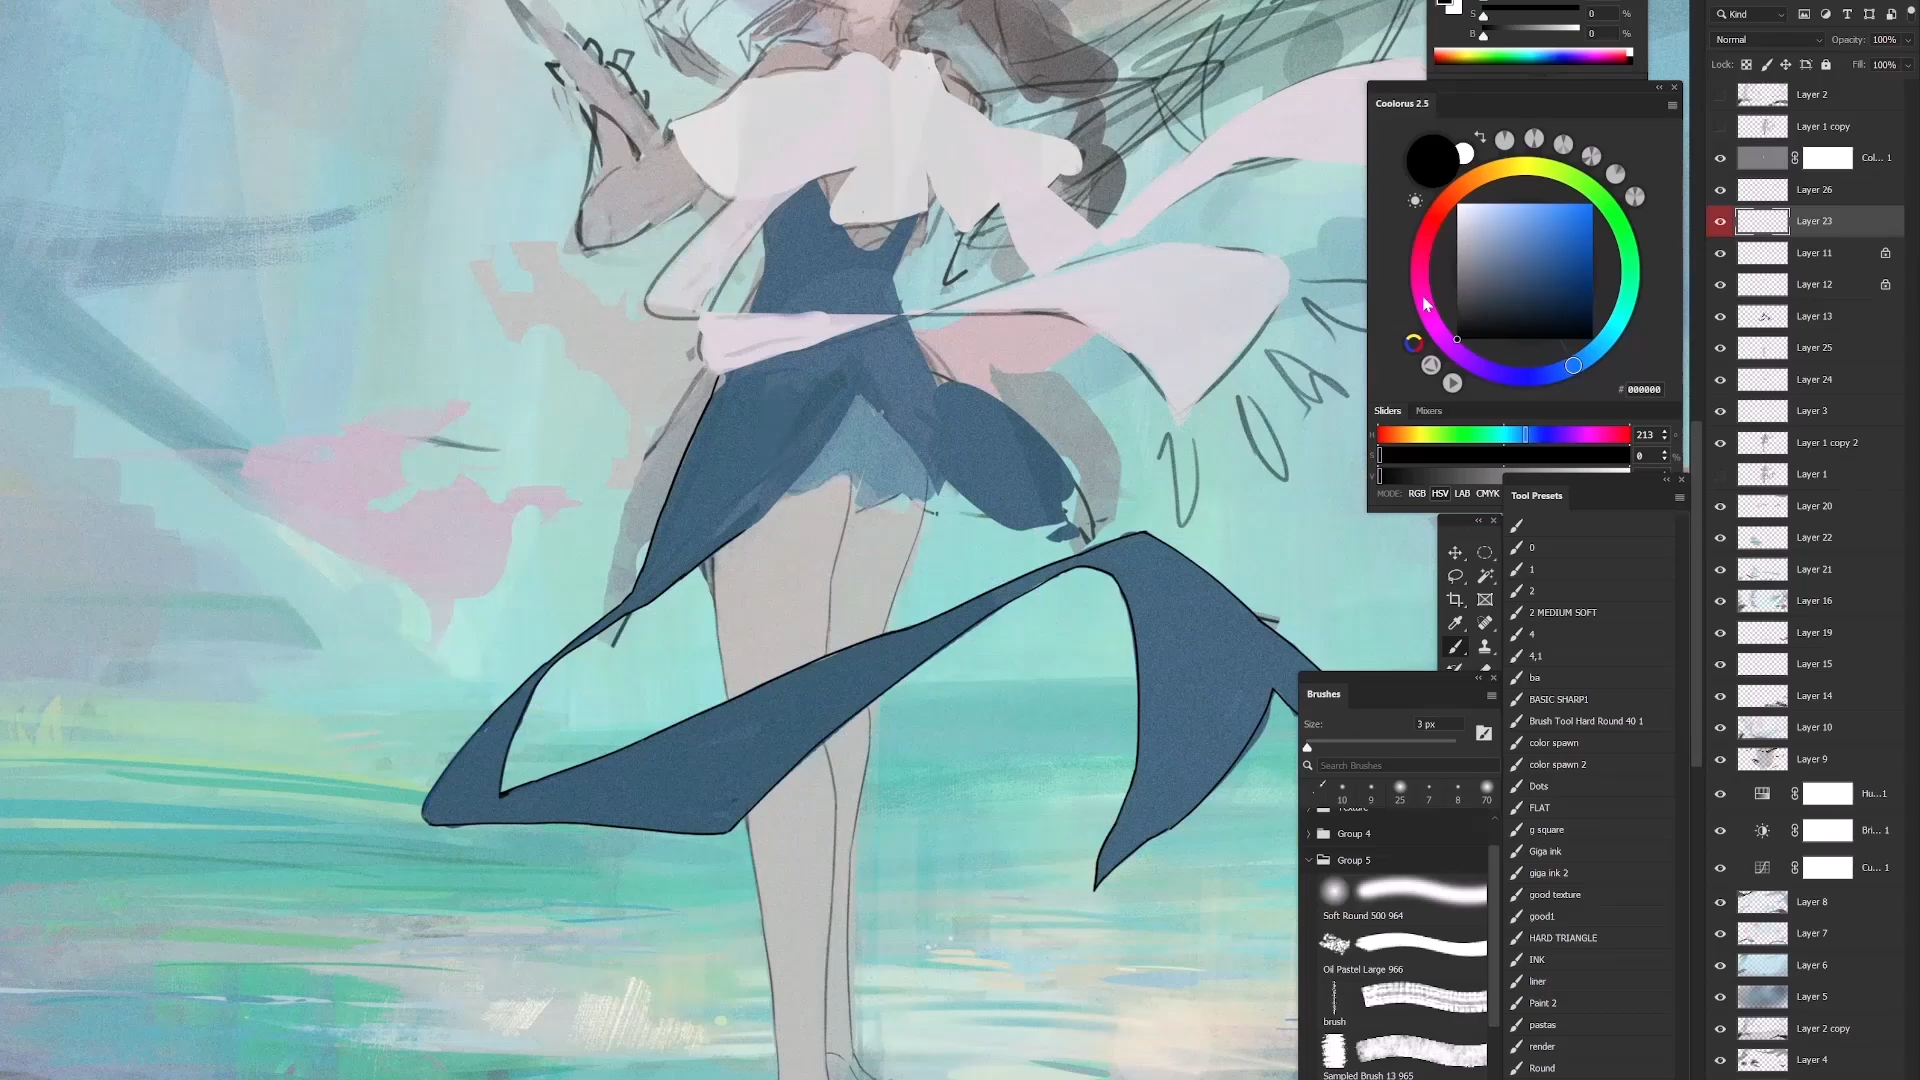 S 0 %
B 0 %
Coolorus 2.5
# 000000
Sliders Mixers
H 213 °
S 0 %
V
MODE: RGB HSV LAB CMYK
Tool Presets
0
1
2
2 MEDIUM SOFT
4
4,1
ba
BASIC SHARP1
Brush Tool Hard Round 40 1
color spawn
color spawn 2
Dots
FLAT
g square
Giga ink
giga ink 2
good texture
good1
HARD TRIANGLE
INK
liner
Paint 2
pastas
render
Round
Brushes
Size: 3 px
Search Brushes
10 9 25 7 8 70
Texture
Group 4
Group 5
Soft Round 500 964
Oil Pastel Large 966
brush
Sampled Brush 13 965
Kind
Normal Opacity: 100%
Lock: Fill: 100%
Layer 2
Layer 1 copy
Col... 1
Layer 26
Layer 23
Layer 11
Layer 12
Layer 13
Layer 25
Layer 24
Layer 3
Layer 1 copy 2
Layer 1
Layer 20
Layer 22
Layer 21
Layer 16
Layer 19
Layer 15
Layer 14
Layer 10
Layer 9
Hu...1
Bri... 1
Cu... 1
Layer 8
Layer 7
Layer 6
Layer 5
Layer 2 copy
Layer 4